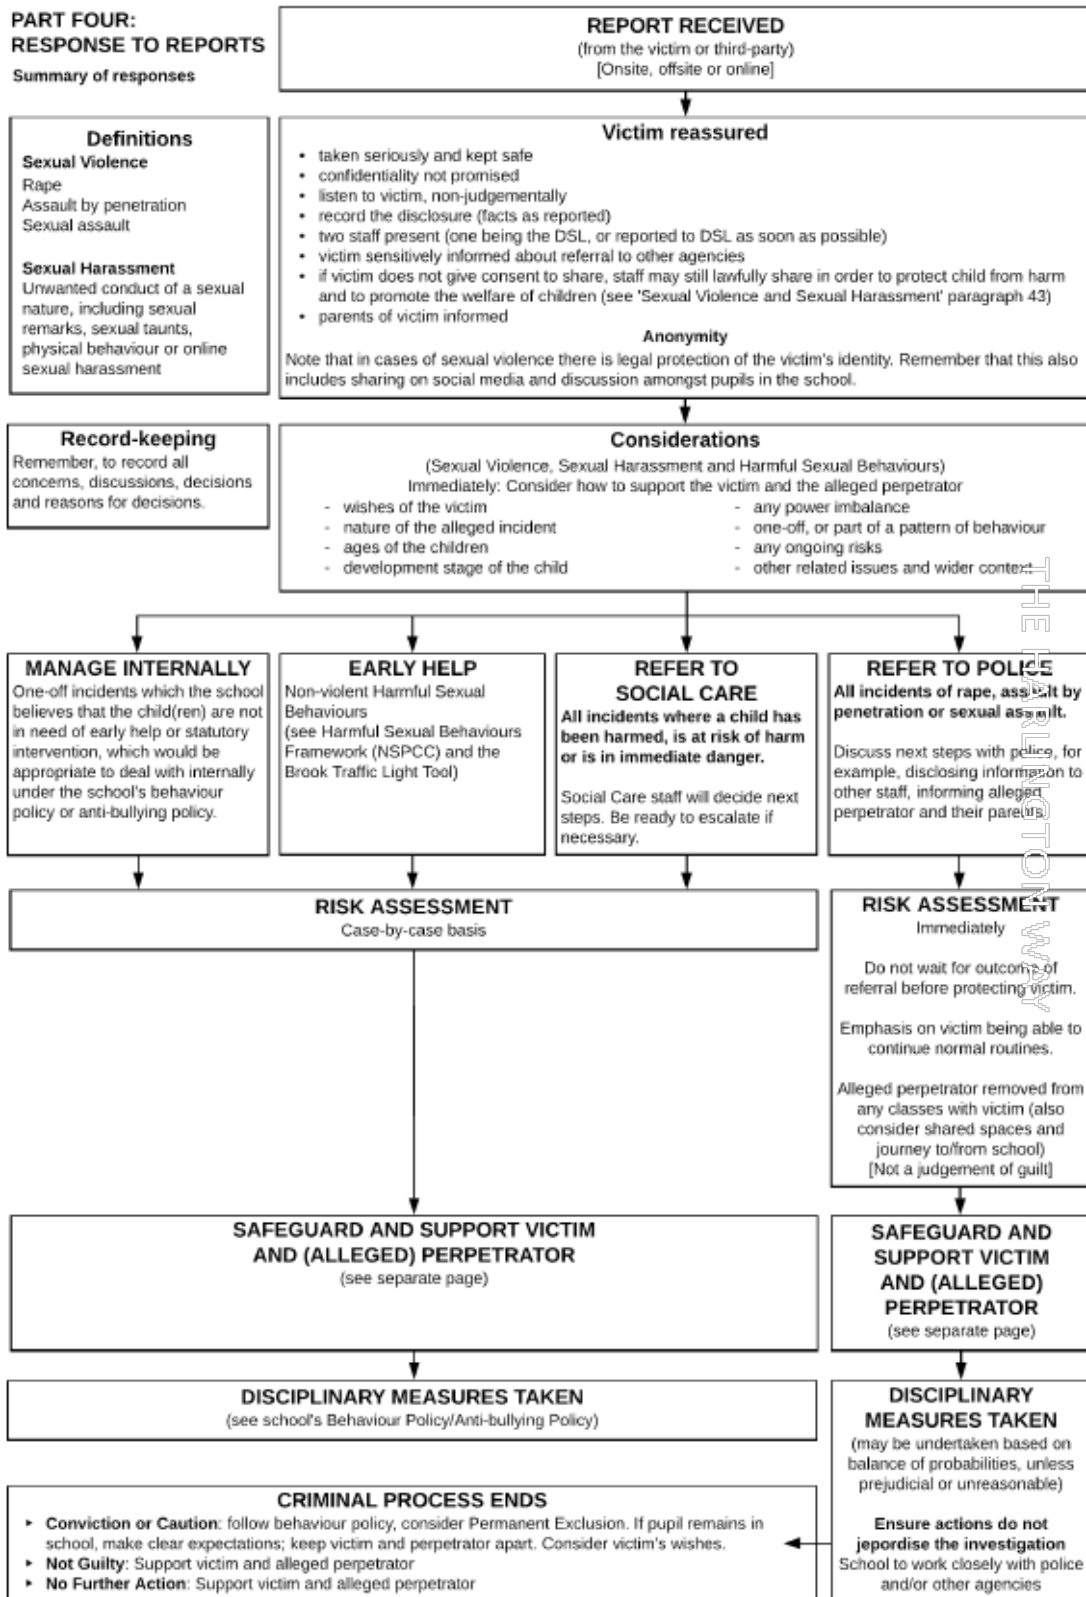 PART FOUR:
RESPONSE TO REPORTS
Summary of responses
REPORT RECEIVED
(from the victim or third-party)
[Onsite, offsite or online]
Definitions
Sexual Violence
Rape
Assault by penetration
Sexual assault
Sexual Harassment
Unwanted conduct of a sexual
nature, including sexual
remarks, sexual taunts,
physical behaviour or online
sexual harassment
Victim reassured
• taken seriously and kept safe
• confidentiality not promised
• listen to victim, non-judgementally
• record the disclosure (facts as reported)
• two staff present (one being the DSL, or reported to DSL as soon as possible)
• victim sensitively informed about referral to other agencies
• if victim does not give consent to share, staff may still lawfully share in order to protect child from harm
and to promote the welfare of children (see 'Sexual Violence and Sexual Harassment' paragraph 43)
• parents of victim informed
Anonymity
Note that in cases of sexual violence there is legal protection of the victim's identity. Remember that this also
includes sharing on social media and discussion amongst pupils in the school.
Record-keeping
Remember, to record all
concerns, discussions, decisions
and reasons for decisions.
Considerations
(Sexual Violence, Sexual Harassment and Harmful Sexual Behaviours)
Immediately: Consider how to support the victim and the alleged perpetrator
- wishes of the victim
- nature of the alleged incident
- ages of the children
- development stage of the child
- any power imbalance
- one-off, or part of a pattern of behaviour
- any ongoing risks
- other related issues and wider context
THE HARLINGTON WAY
MANAGE INTERNALLY
One-off incidents which the school
believes that the child(ren) are not
in need of early help or statutory
intervention, which would be
appropriate to deal with internally
under the school's behaviour
policy or anti-bullying policy.
EARLY HELP
Non-violent Harmful Sexual
Behaviours
(see Harmful Sexual Behaviours
Framework (NSPCC) and the
Brook Traffic Light Tool)
REFER TO
SOCIAL CARE
All incidents where a child has
been harmed, is at risk of harm
or is in immediate danger.
Social Care staff will decide next
steps. Be ready to escalate if
necessary.
REFER TO POLICE
All incidents of rape, assault by
penetration or sexual assault.
Discuss next steps with police, for
example, disclosing information to
other staff, informing alleged
perpetrator and their parents.
RISK ASSESSMENT
Case-by-case basis
RISK ASSESSMENT
Immediately
Do not wait for outcome of
referral before protecting victim.
Emphasis on victim being able to
continue normal routines.
Alleged perpetrator removed from
any classes with victim (also
consider shared spaces and
journey to/from school)
[Not a judgement of guilt]
SAFEGUARD AND SUPPORT VICTIM
AND (ALLEGED) PERPETRATOR
(see separate page)
SAFEGUARD AND
SUPPORT VICTIM
AND (ALLEGED)
PERPETRATOR
(see separate page)
DISCIPLINARY MEASURES TAKEN
(see school's Behaviour Policy/Anti-bullying Policy)
DISCIPLINARY
MEASURES TAKEN
(may be undertaken based on
balance of probabilities, unless
prejudicial or unreasonable)
Ensure actions do not
jepordise the investigation
School to work closely with police
and/or other agencies
CRIMINAL PROCESS ENDS
▸ Conviction or Caution: follow behaviour policy, consider Permanent Exclusion. If pupil remains in
school, make clear expectations; keep victim and perpetrator apart. Consider victim's wishes.
▸ Not Guilty: Support victim and alleged perpetrator
▸ No Further Action: Support victim and alleged perpetrator